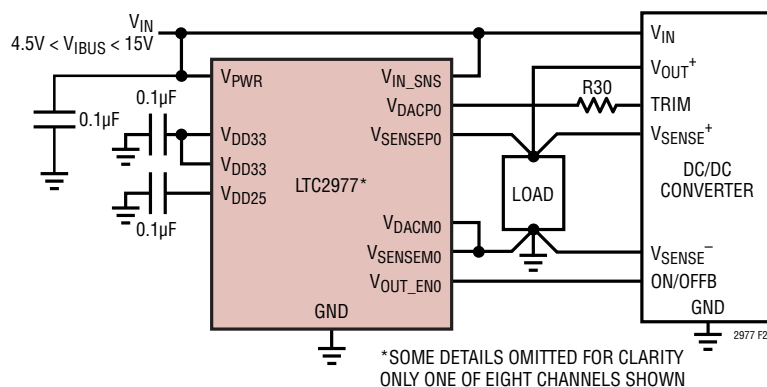 VIN
4.5V < VIBUS < 15V
0.1µF
0.1µF
0.1µF
VPWR
VDD33
VDD33
VDD25
LTC2977*
GND
VIN_SNS
VDACP0
VSENSEP0
VDACM0
VSENSEM0
VOUT_EN0
R30
LOAD
VIN
VOUT+
TRIM
VSENSE+
DC/DC
CONVERTER
VSENSE−
ON/OFFB
GND
2977 F2
*SOME DETAILS OMITTED FOR CLARITY
ONLY ONE OF EIGHT CHANNELS SHOWN